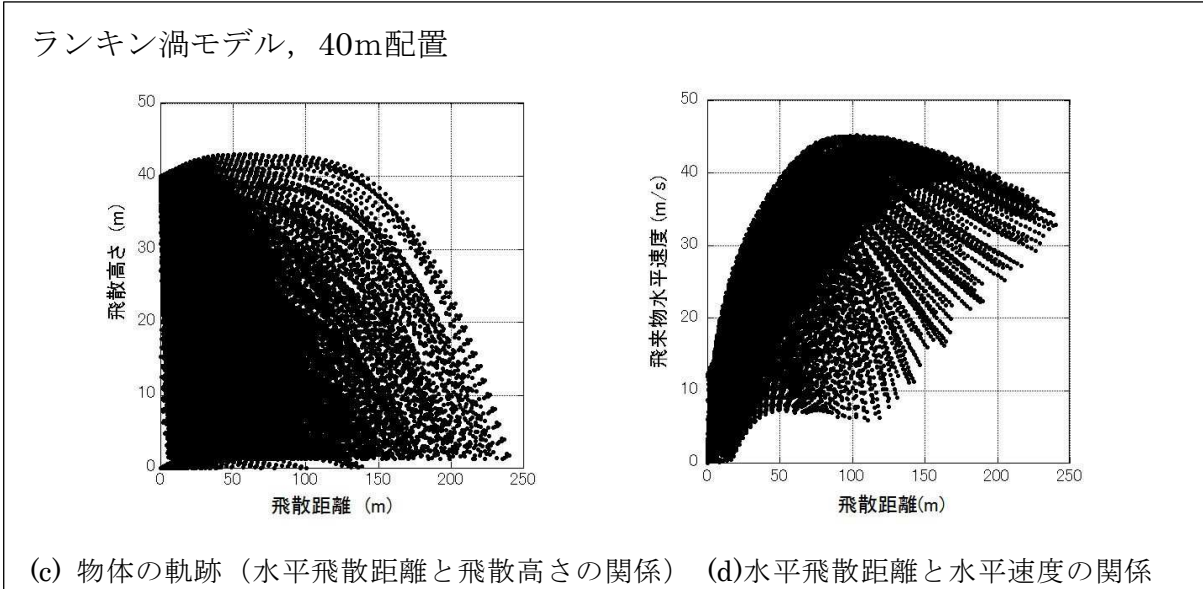 ランキン渦モデル，40m配置
50
40
30
20
10
0
飛散高さ (m)
0 50 100 150 200 250
飛散距離 (m)
50
40
30
20
10
0
飛来物水平速度 (m/s)
0 50 100 150 200 250
飛散距離(m)
(c) 物体の軌跡（水平飛散距離と飛散高さの関係） (d)水平飛散距離と水平速度の関係